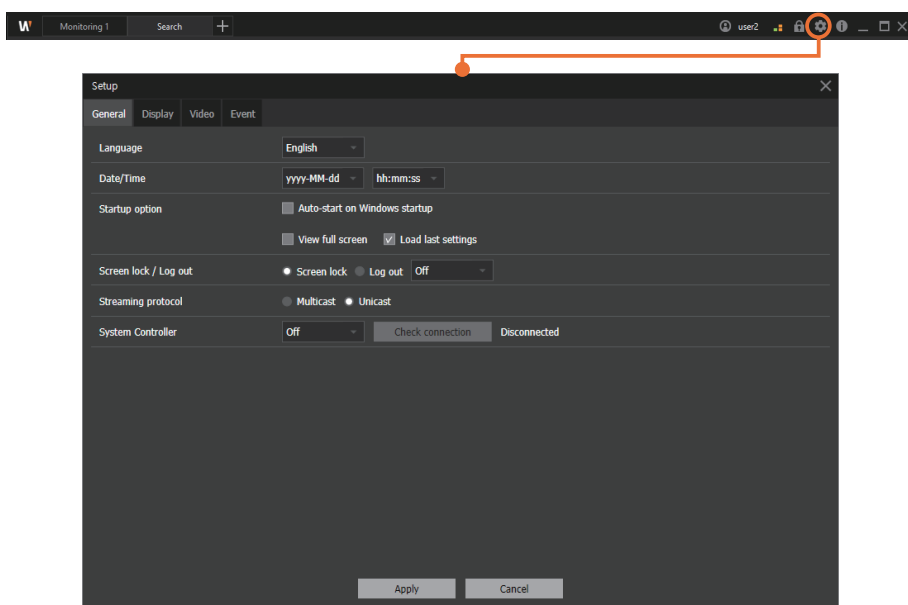 W Monitoring 1 Search + user2
Setup
General Display Video Event
Language English
Date/Time yyyy-MM-dd hh:mm:ss
Startup option Auto-start on Windows startup
View full screen Load last settings
Screen lock / Log out Screen lock Log out Off
Streaming protocol Multicast Unicast
System Controller Off Check connection Disconnected
Apply Cancel